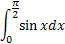 ∫₀^{π/2} sin xdx